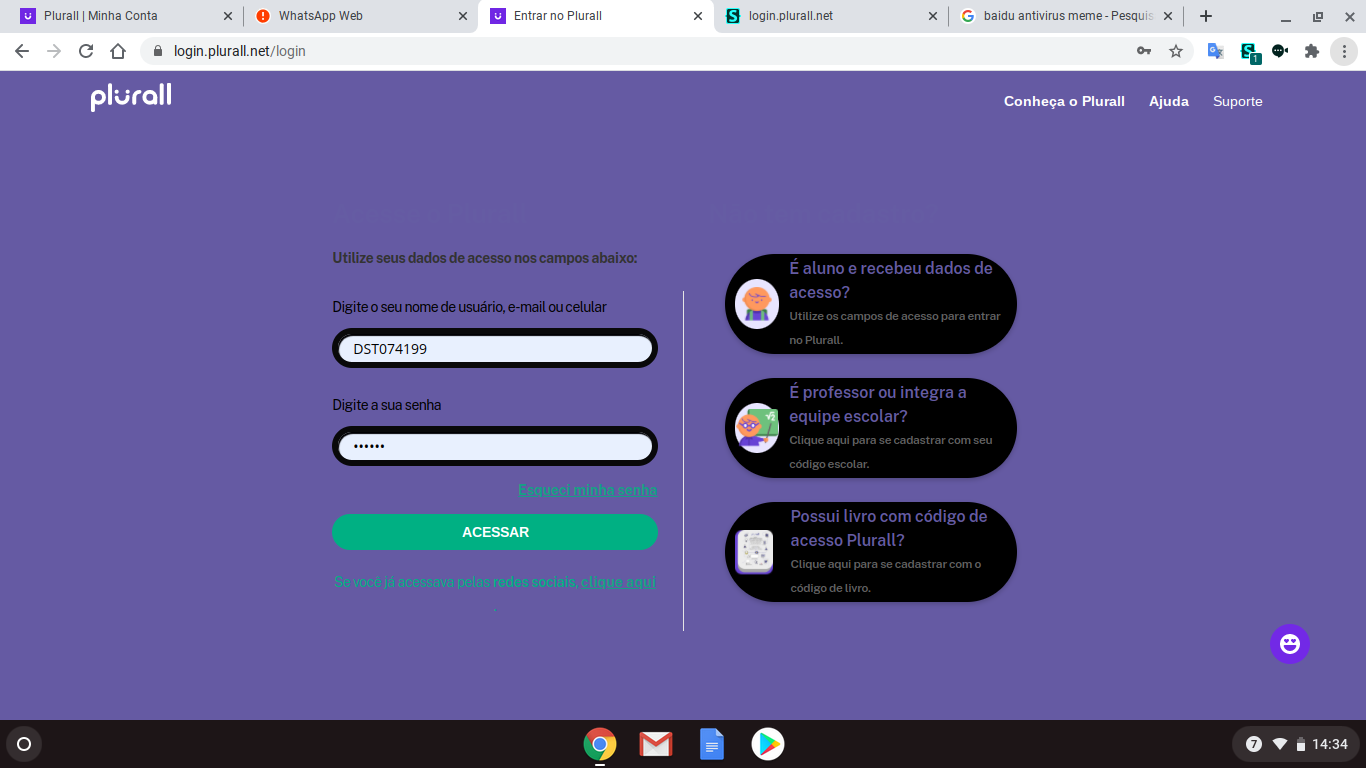 Plurall | Minha Conta
WhatsApp Web
Entrar no Plurall
login.plurall.net
baidu antivirus meme - Pesquis
login.plurall.net/login
1
plurall
Conheça o Plurall
Ajuda
Suporte
Utilize seus dados de acesso nos campos abaixo:
Digite o seu nome de usuário, e-mail ou celular
DST074199
Digite a sua senha
••••••
Esqueci minha senha
ACESSAR
Se você já acessava pelas redes sociais, clique aqui
É aluno e recebeu dados de
acesso?
Utilize os campos de acesso para entrar
no Plurall.
É professor ou integra a
equipe escolar?
Clique aqui para se cadastrar com seu
código escolar.
Possui livro com código de
acesso Plurall?
Clique aqui para se cadastrar com o
código de livro.
7
14:34